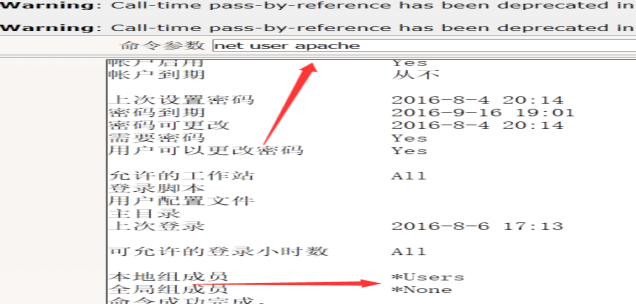 Warning: Call-time pass-by-reference has been deprecated in
Warning: Call-time pass-by-reference has been deprecated in
命令参数 net user apache
帐户启用 Yes
帐户到期 从不
上次设置密码 2016-8-4 20:14
密码到期 2016-9-16 19:01
密码可更改 2016-8-4 20:14
需要密码 Yes
用户可以更改密码 Yes
允许的工作站 All
登录脚本
用户配置文件
主目录
上次登录 2016-8-6 17:13
可允许的登录小时数 All
本地组成员 *Users
全局组成员 *None
命令成功完成。